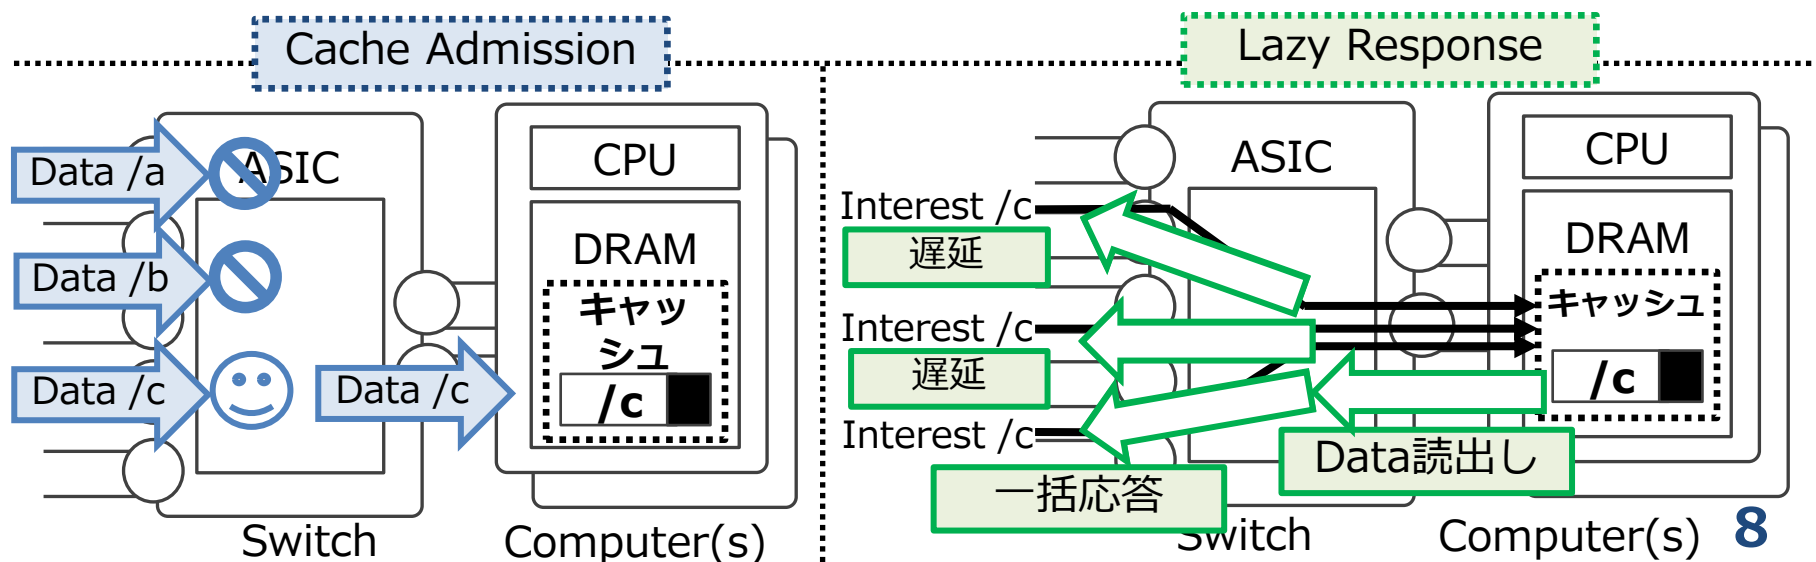 Cache Admission
Data /a
Data /b
Data /c
ASIC
Data /c
CPU
DRAM
キャッ
シュ
/c
Switch
Computer(s)
Lazy Response
Interest /c
遅延
Interest /c
遅延
Interest /c
一括応答
ASIC
Data読出し
CPU
DRAM
キャッシュ
/c
Switch
Computer(s)
8